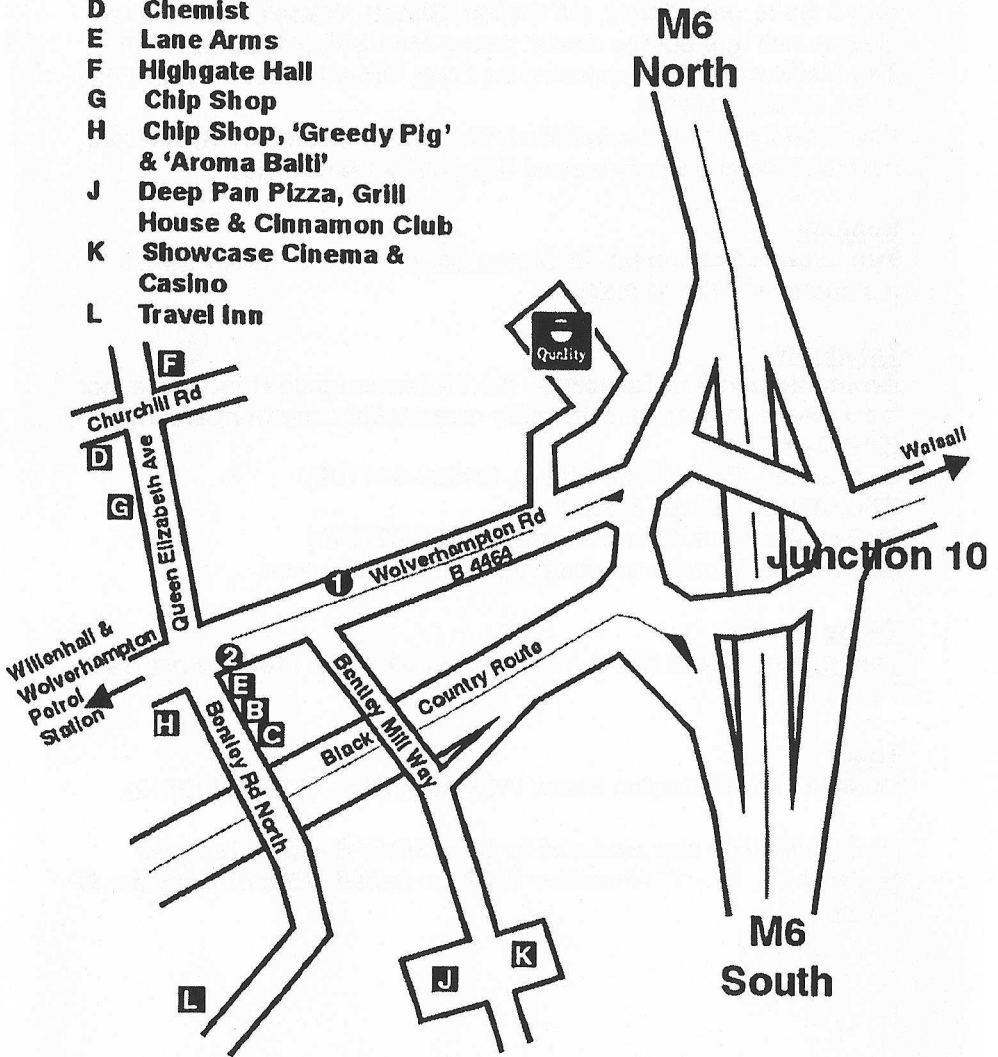 D Chemist
E Lane Arms
F Highgate Hall
G Chip Shop
H Chip Shop, ‘Greedy Pig’
& ‘Aroma Balti’
J Deep Pan Pizza, Grill
House & Cinnamon Club
K Showcase Cinema &
Casino
L Travel Inn
M6
North
Quality
F
Churchill Rd
D
G
Queen Elizabeth Ave
Walsall
1
Wolverhampton Rd
B 4464
Junction 10
Willenhall &
Wolverhampton
Petrol
Station
2
E
B
C
H
Bentley Rd North
Bentley Mill Way
Black Country Route
L
J
K
M6
South